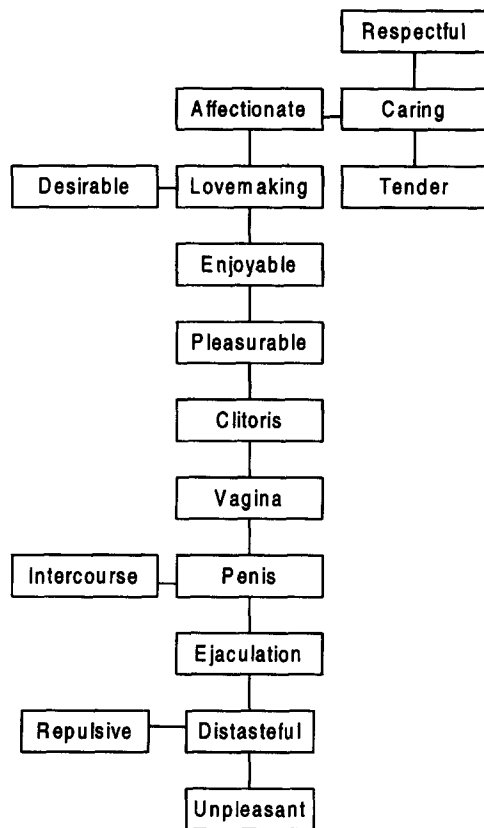 Respectful
Affectionate
Caring
Desirable
Lovemaking
Tender
Enjoyable
Pleasurable
Clitoris
Vagina
Intercourse
Penis
Ejaculation
Repulsive
Distasteful
Unpleasant